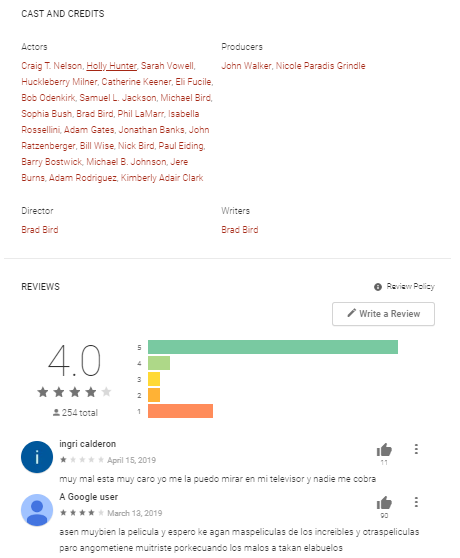 CAST AND CREDITS
Actors
Producers
Craig T. Nelson, Holly Hunter, Sarah Vowell,
John Walker, Nicole Paradis Grindle
Huckleberry Milner, Catherine Keener, Eli Fucile,
Bob Odenkirk, Samuel L. Jackson, Michael Bird,
Sophia Bush, Brad Bird, Phil LaMarr, Isabella
Rossellini, Adam Gates, Jonathan Banks, John
Ratzenberger, Bill Wise, Nick Bird, Paul Eiding,
Barry Bostwick, Michael B. Johnson, Jere
Burns, Adam Rodriguez, Kimberly Adair Clark
Director
Writers
Brad Bird
Brad Bird
REVIEWS
Review Policy
Write a Review
4.0
254 total
5
4
3
2
1
i
ingri calderon
April 15, 2019
11
muy mal esta muy caro yo me la puedo mirar en mi televisor y nadie me cobra
A Google user
March 13, 2019
90
asen muybien la pelicula y espero ke agan maspeliculas de los increibles y otraspeliculas
paro angometiene muitriste porkecuando los malos a takan elabuelos